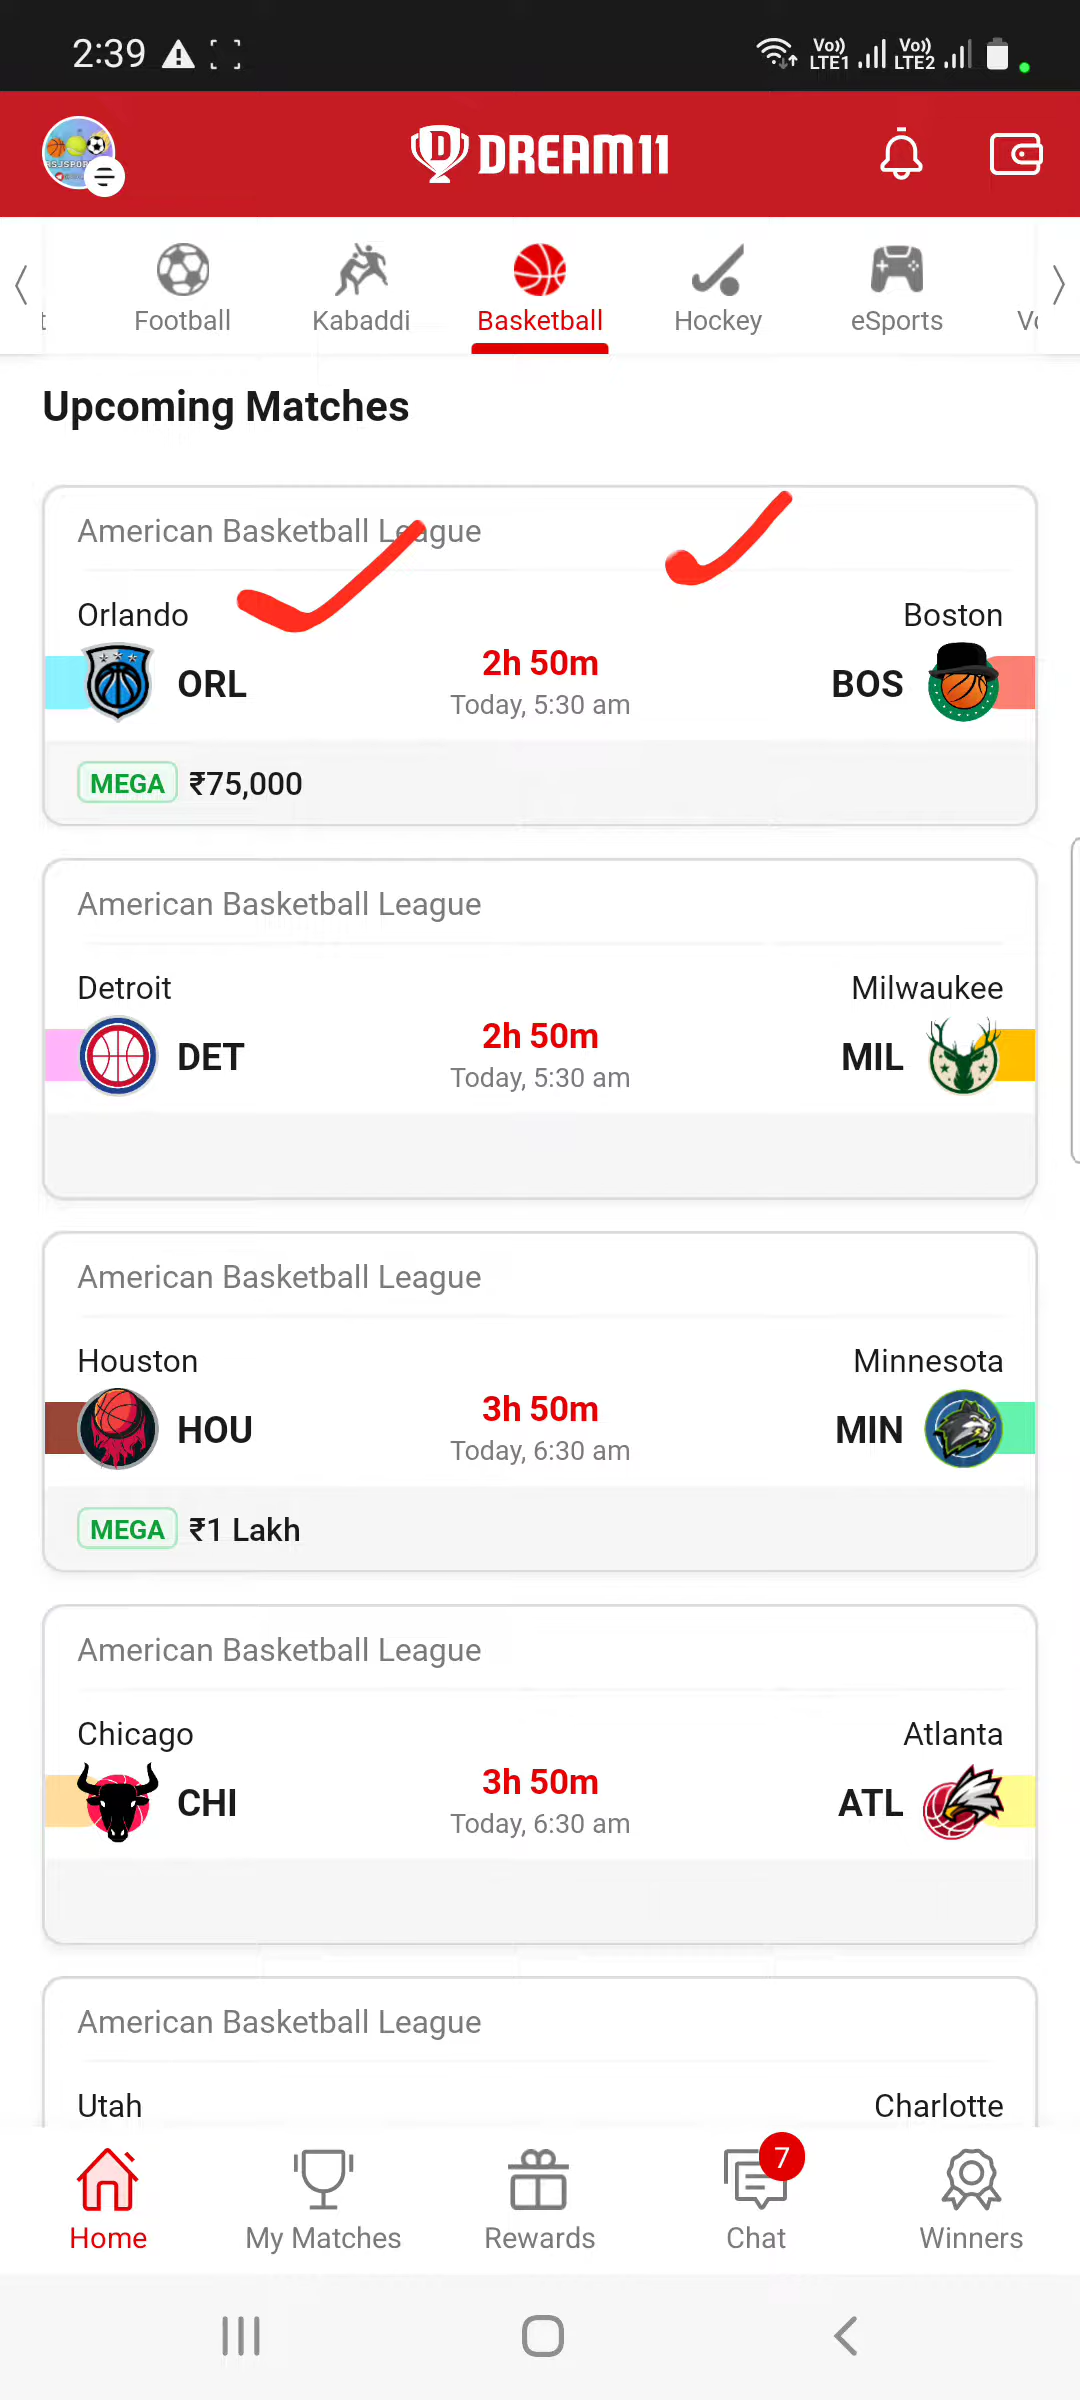 2:39
Vo)) LTE1 Vo)) LTE2
DREAM11
Football Kabaddi Basketball Hockey eSports
Upcoming Matches
American Basketball League
Orlando Boston
ORL 2h 50m BOS
Today, 5:30 am
MEGA ₹75,000
American Basketball League
Detroit Milwaukee
DET 2h 50m MIL
Today, 5:30 am
American Basketball League
Houston Minnesota
HOU 3h 50m MIN
Today, 6:30 am
MEGA ₹1 Lakh
American Basketball League
Chicago Atlanta
CHI 3h 50m ATL
Today, 6:30 am
American Basketball League
Utah Charlotte
7
Home My Matches Rewards Chat Winners